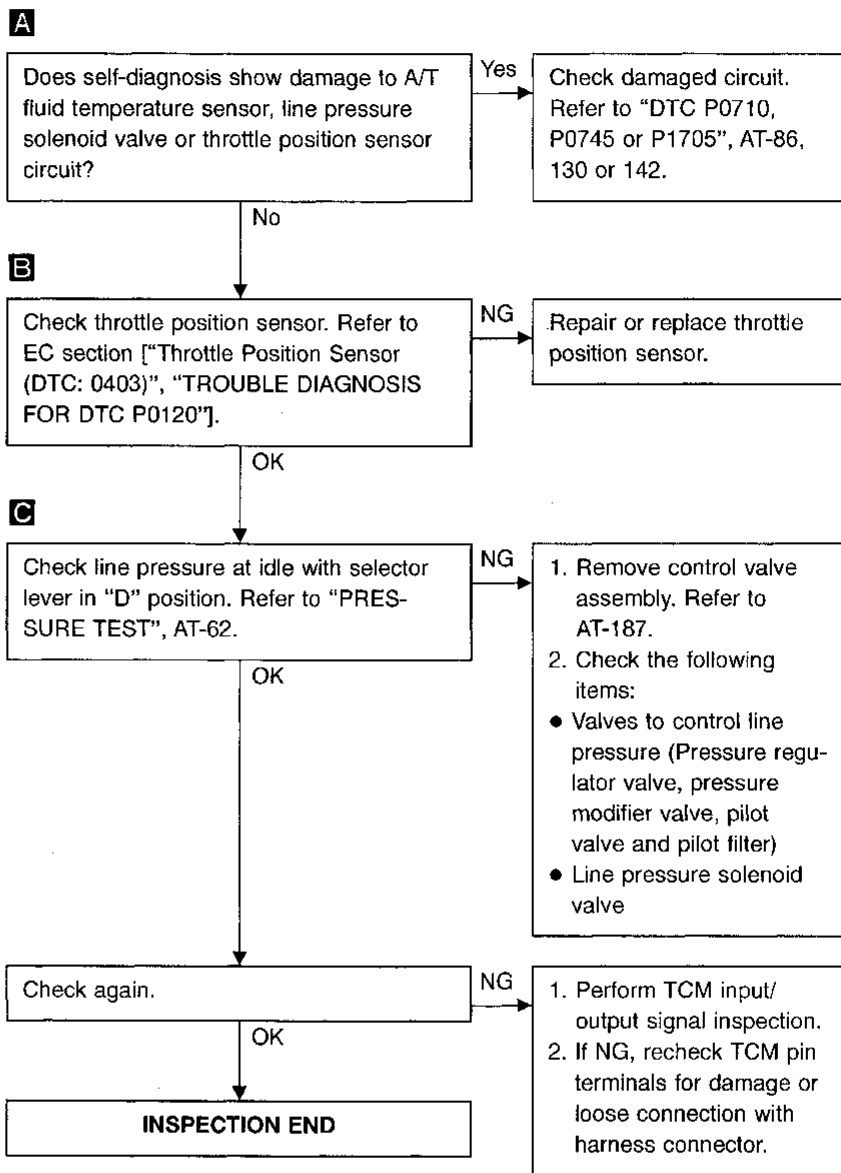 A
Does self-diagnosis show damage to A/T
fluid temperature sensor, line pressure
solenoid valve or throttle position sensor
circuit?
Yes
Check damaged circuit.
Refer to “DTC P0710,
P0745 or P1705”, AT-86,
130 or 142.
No
B
Check throttle position sensor. Refer to
EC section [“Throttle Position Sensor
(DTC: 0403)”, “TROUBLE DIAGNOSIS
FOR DTC P0120”].
NG
Repair or replace throttle
position sensor.
OK
C
Check line pressure at idle with selector
lever in “D” position. Refer to “PRES-
SURE TEST”, AT-62.
NG
1. Remove control valve
assembly. Refer to
AT-187.
2. Check the following
items:
● Valves to control line
pressure (Pressure regu-
lator valve, pressure
modifier valve, pilot
valve and pilot filter)
● Line pressure solenoid
valve
OK
Check again.
NG
1. Perform TCM input/
output signal inspection.
2. If NG, recheck TCM pin
terminals for damage or
loose connection with
harness connector.
OK
INSPECTION END